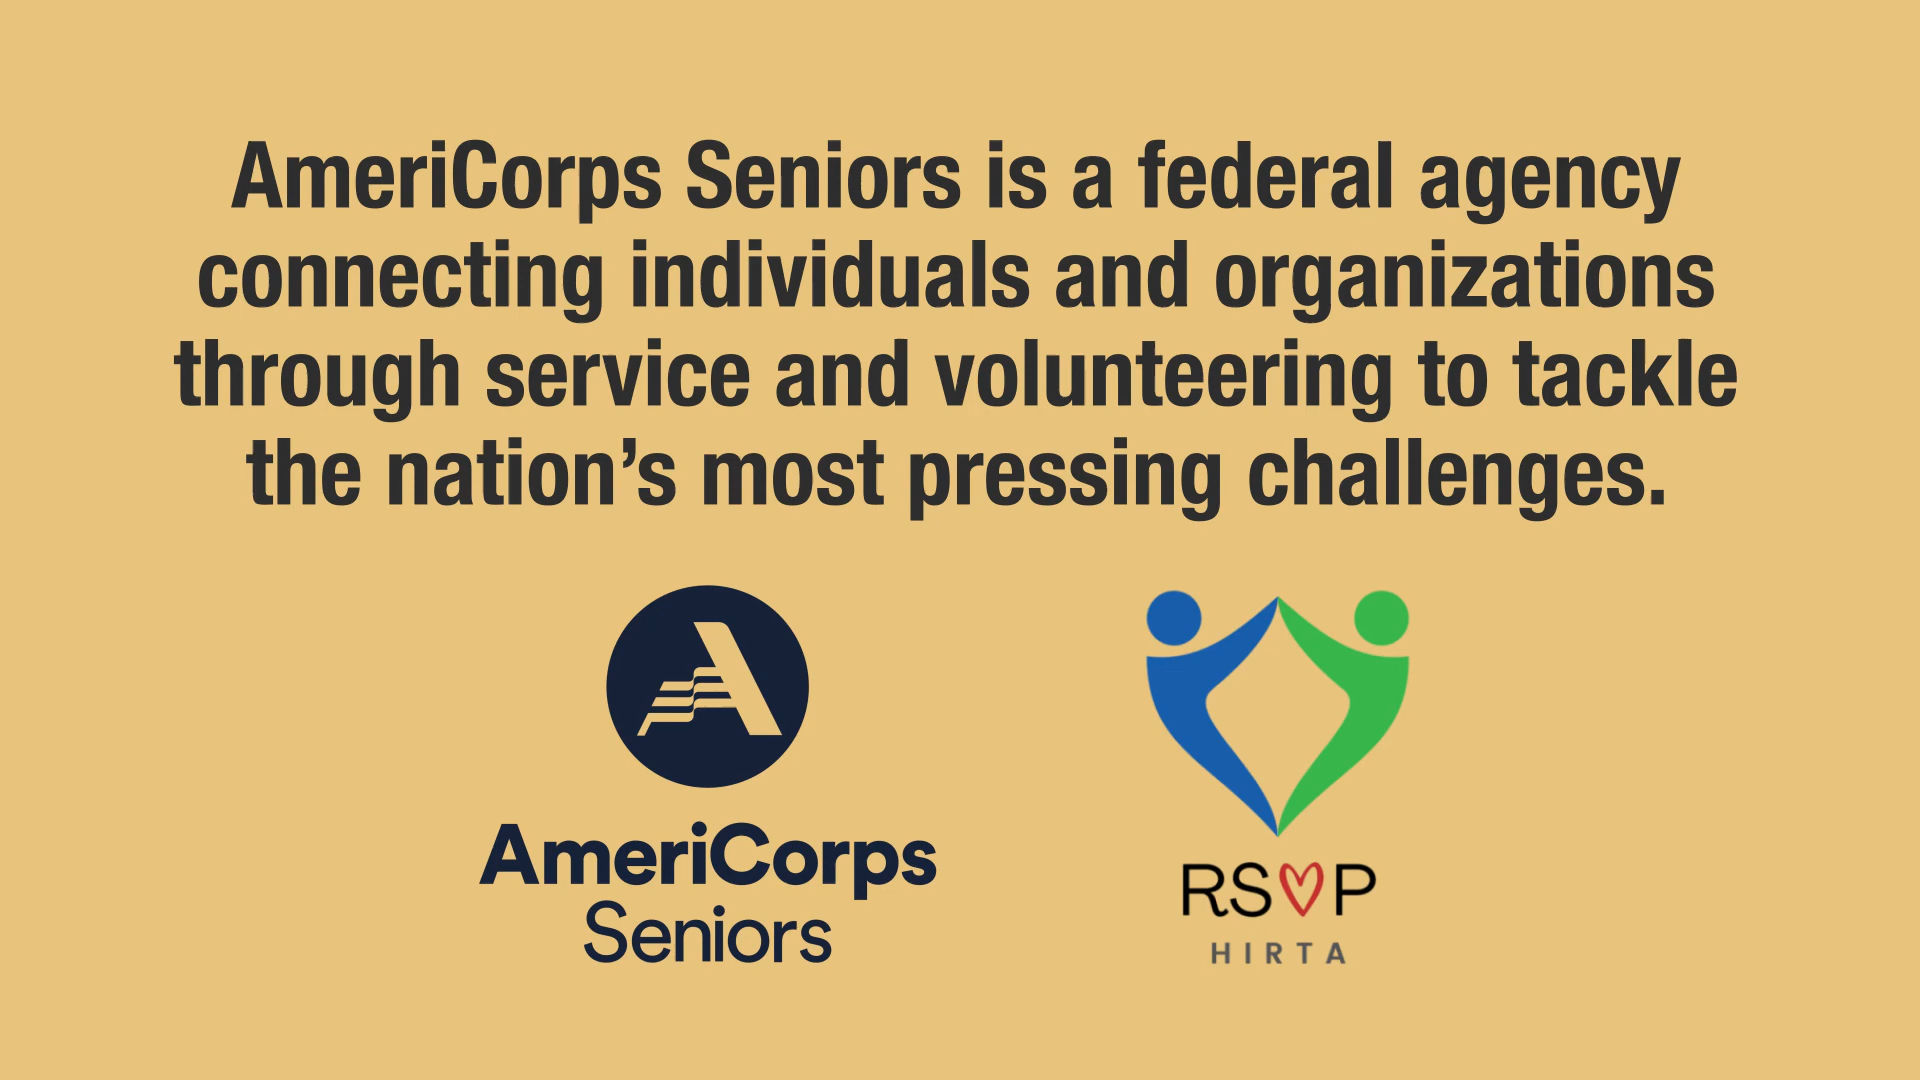 AmeriCorps Seniors is a federal agency
connecting individuals and organizations
through service and volunteering to tackle
the nation’s most pressing challenges.
AmeriCorps
Seniors
RSVP
HIRTA